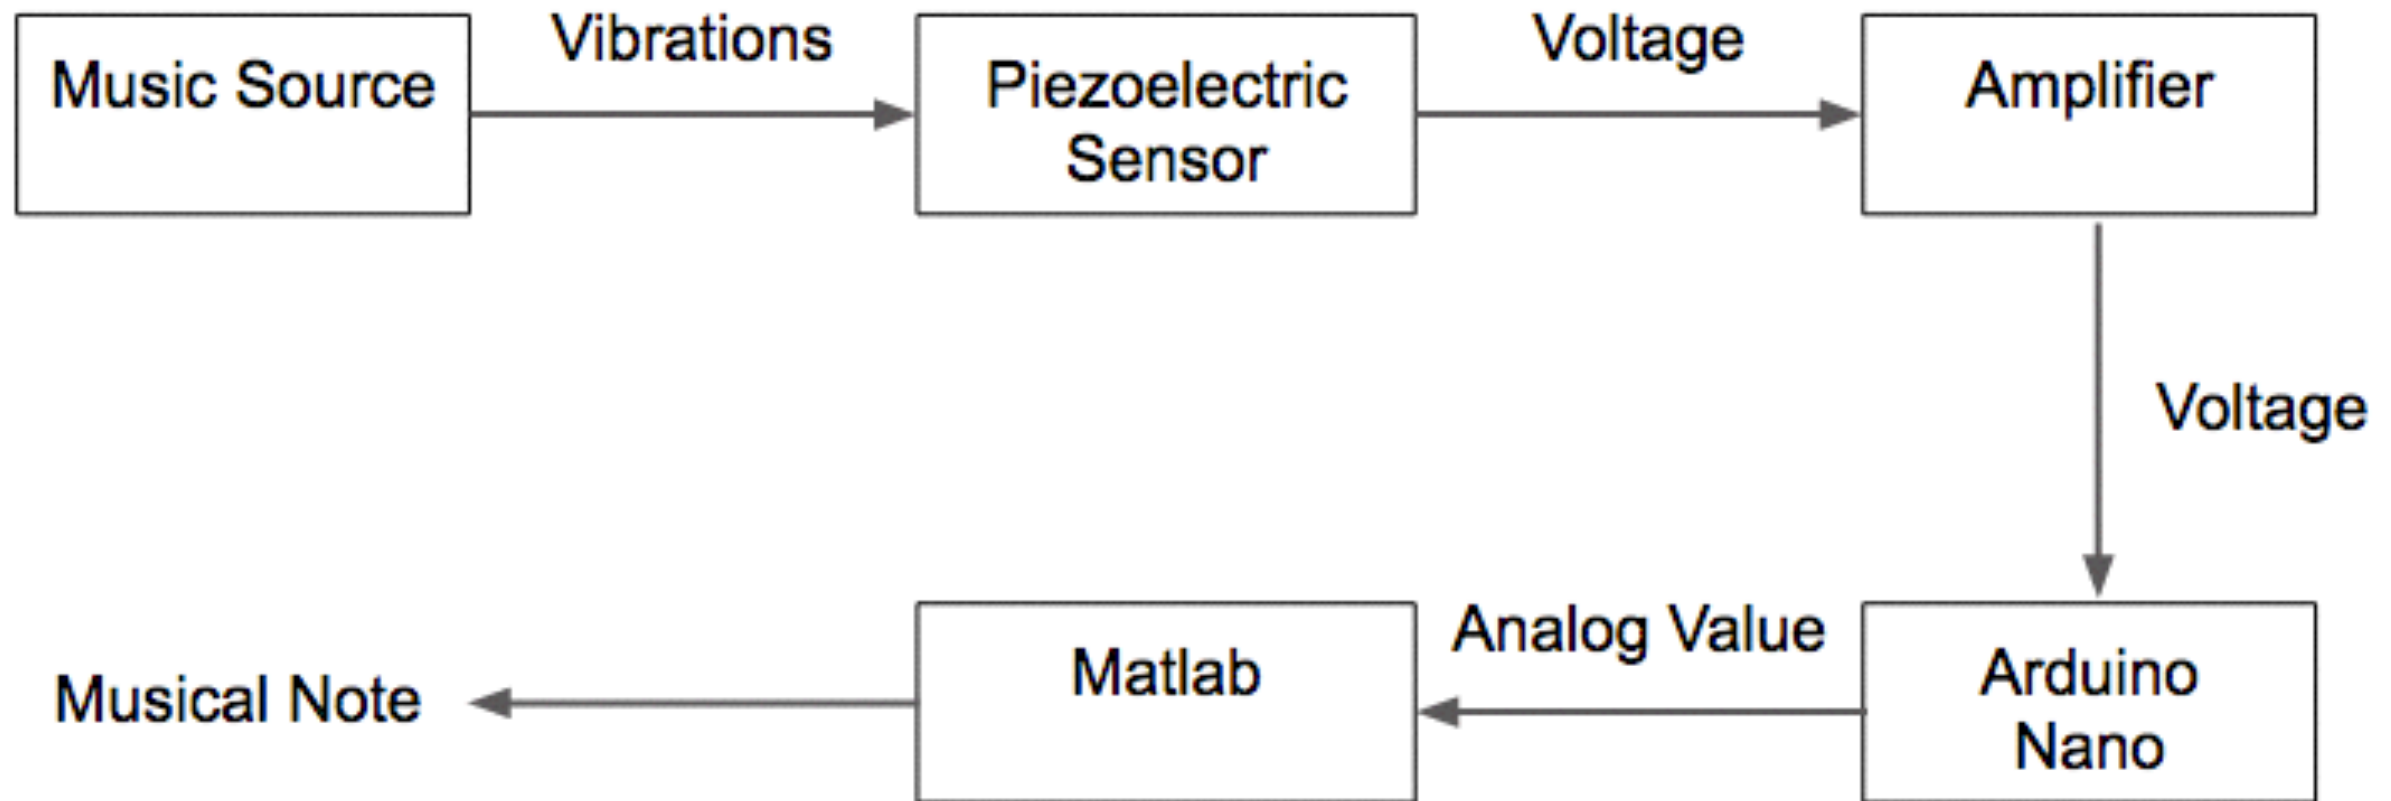 Music Source
Vibrations
Piezoelectric
Sensor
Voltage
Amplifier
Voltage
Arduino
Nano
Analog Value
Matlab
Musical Note